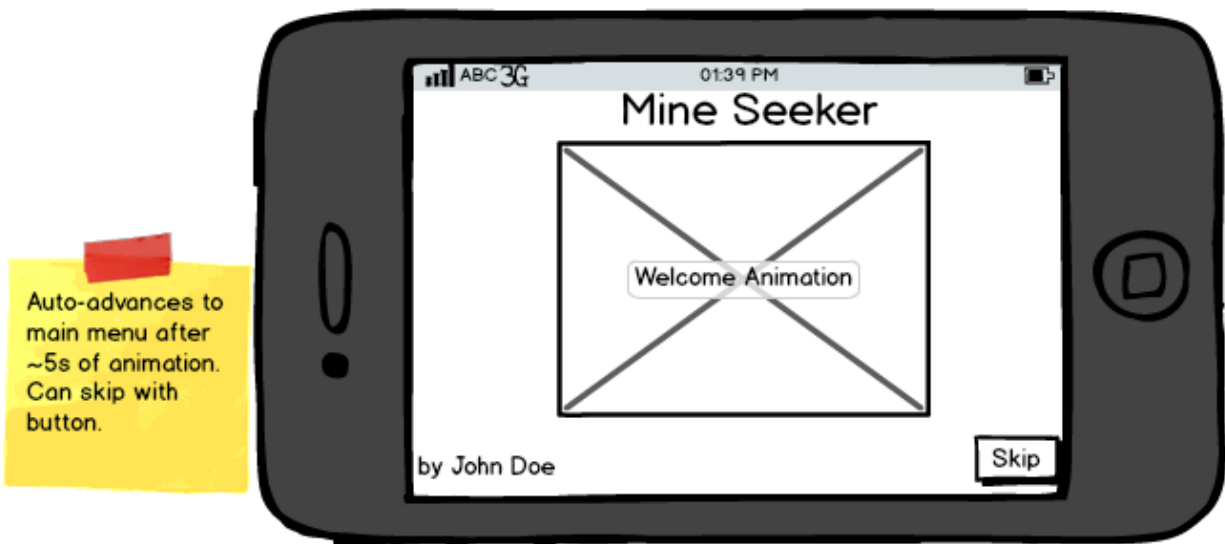 ABC 3G 01:39 PM
Mine Seeker
Welcome Animation
by John Doe
Skip
Auto-advances to
main menu after
~5s of animation.
Can skip with
button.